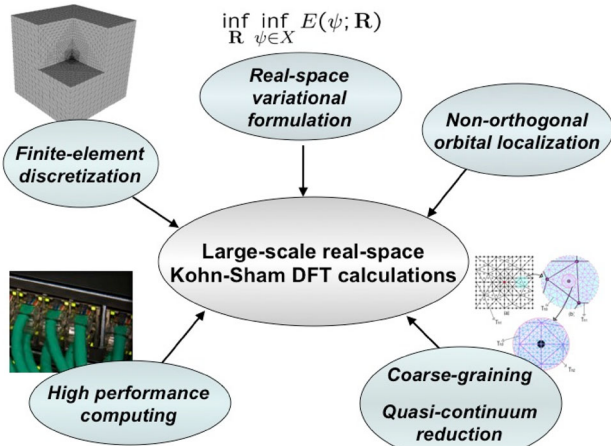 inf inf E(ψ; R)
R ψ∈X
Real-space
variational
formulation
Finite-element
discretization
Non-orthogonal
orbital localization
Large-scale real-space
Kohn-Sham DFT calculations
High performance
computing
Coarse-graining
Quasi-continuum
reduction